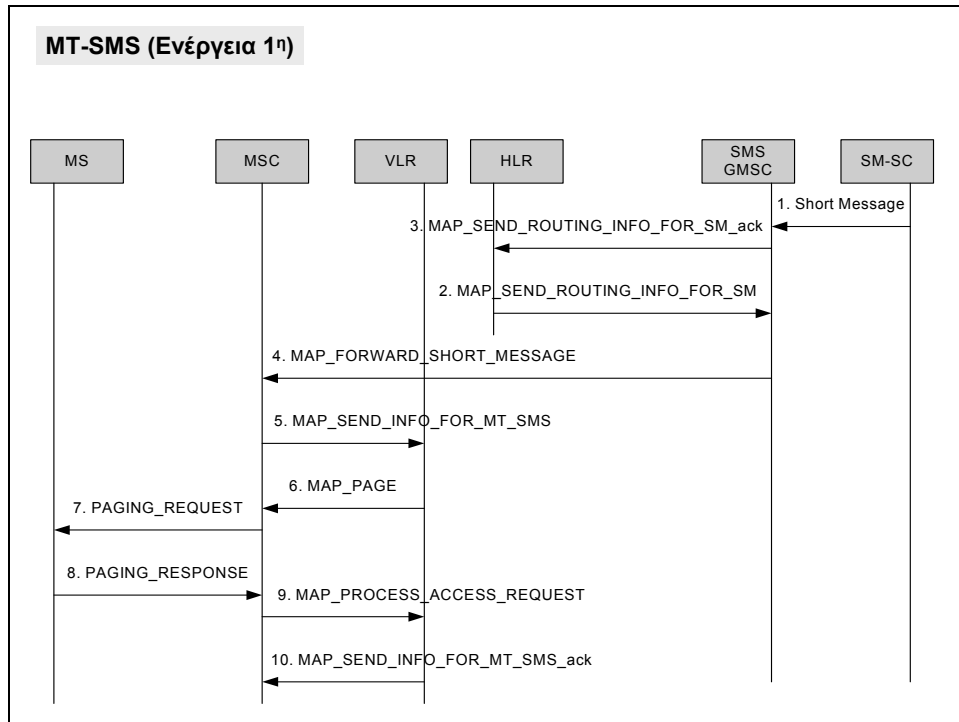 MT-SMS (Ενέργεια 1η)
MS
MSC
VLR
HLR
SMS
GMSC
SM-SC
1. Short Message
3. MAP_SEND_ROUTING_INFO_FOR_SM_ack
2. MAP_SEND_ROUTING_INFO_FOR_SM
4. MAP_FORWARD_SHORT_MESSAGE
5. MAP_SEND_INFO_FOR_MT_SMS
6. MAP_PAGE
7. PAGING_REQUEST
8. PAGING_RESPONSE
9. MAP_PROCESS_ACCESS_REQUEST
10. MAP_SEND_INFO_FOR_MT_SMS_ack